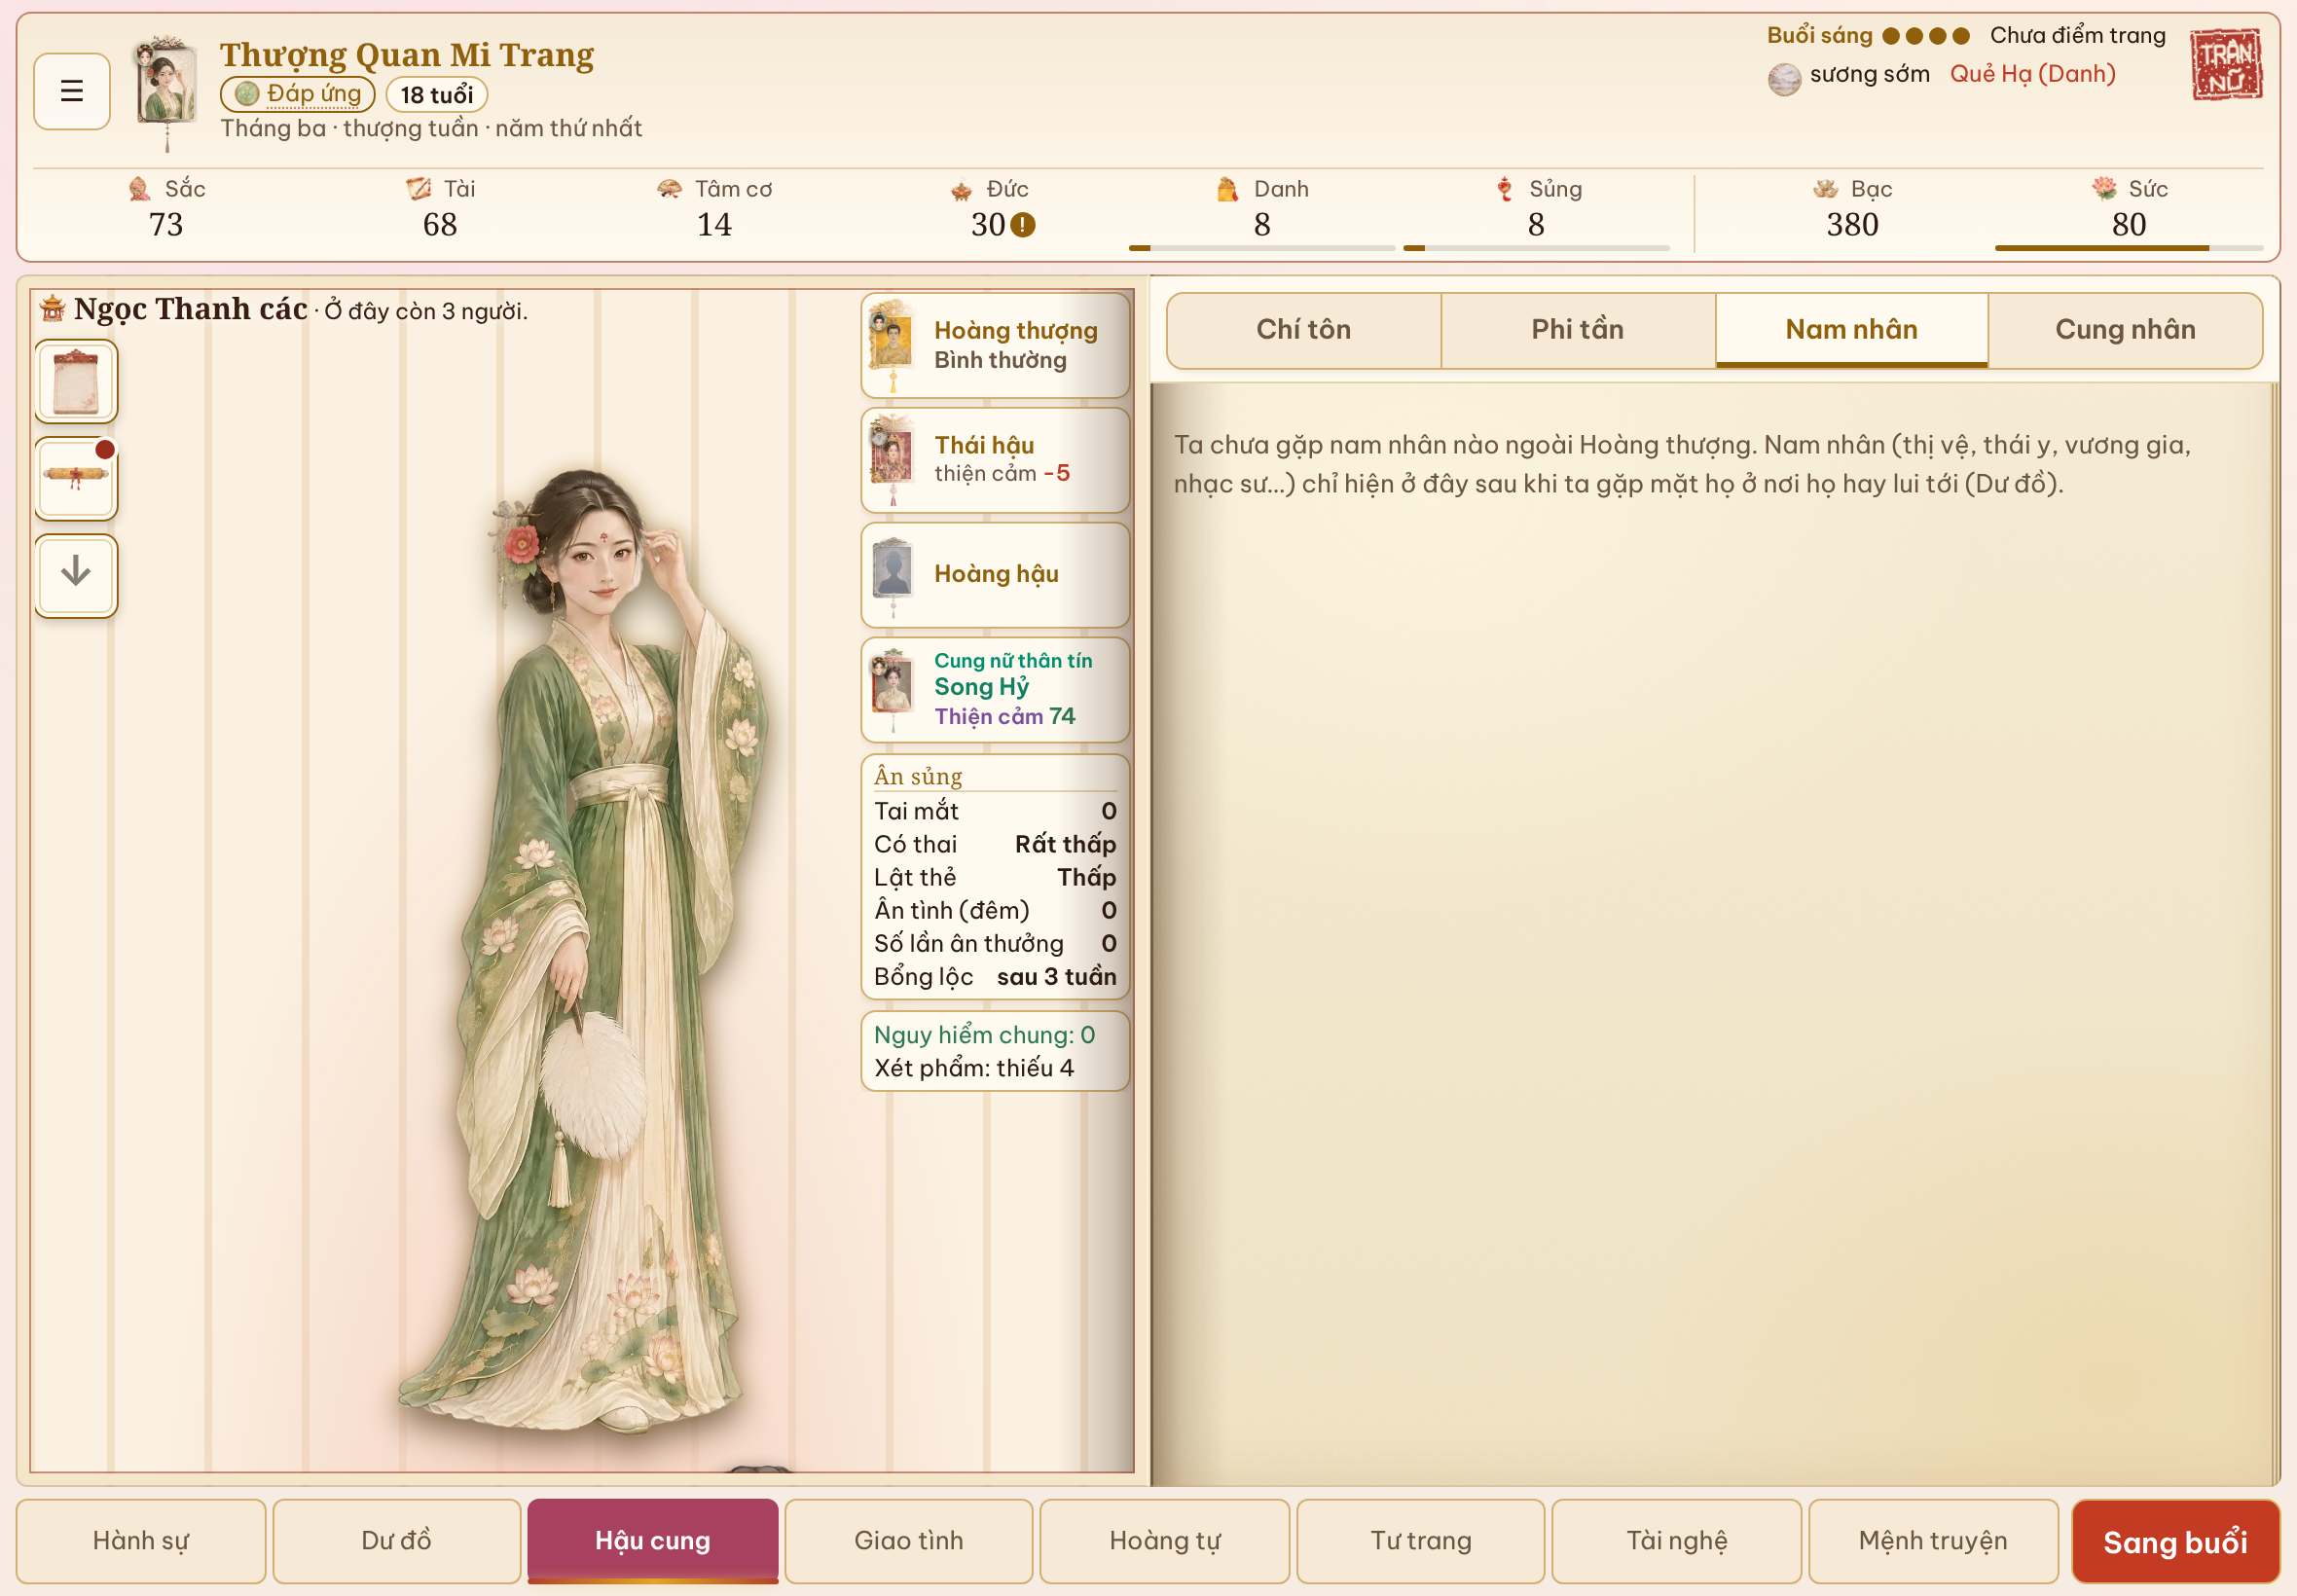 ☰
Thượng Quan Mi Trang
Đáp ứng
18 tuổi
Tháng ba · thượng tuần · năm thứ nhất
Buổi sáng
Chưa điểm trang
sương sớm
Quẻ Hạ (Danh)
TRÂN
NỮ
Sắc
73
Tài
68
Tâm cơ
14
Đức
30 !
Danh
8
Sủng
8
Bạc
380
Sức
80
Ngọc Thanh các · Ở đây còn 3 người.
Hoàng thượng
Bình thường
Thái hậu
thiện cảm -5
Hoàng hậu
Cung nữ thân tín
Song Hỷ
Thiện cảm 74
Ân sủng
Tai mắt 0
Có thai Rất thấp
Lật thẻ Thấp
Ân tình (đêm) 0
Số lần ân thưởng 0
Bổng lộc sau 3 tuần
Nguy hiểm chung: 0
Xét phẩm: thiếu 4
Chí tôn
Phi tần
Nam nhân
Cung nhân
Ta chưa gặp nam nhân nào ngoài Hoàng thượng. Nam nhân (thị vệ, thái y, vương gia,
nhạc sư...) chỉ hiện ở đây sau khi ta gặp mặt họ ở nơi họ hay lui tới (Dư đồ).
Hành sự
Dư đồ
Hậu cung
Giao tình
Hoàng tự
Tư trang
Tài nghệ
Mệnh truyện
Sang buổi